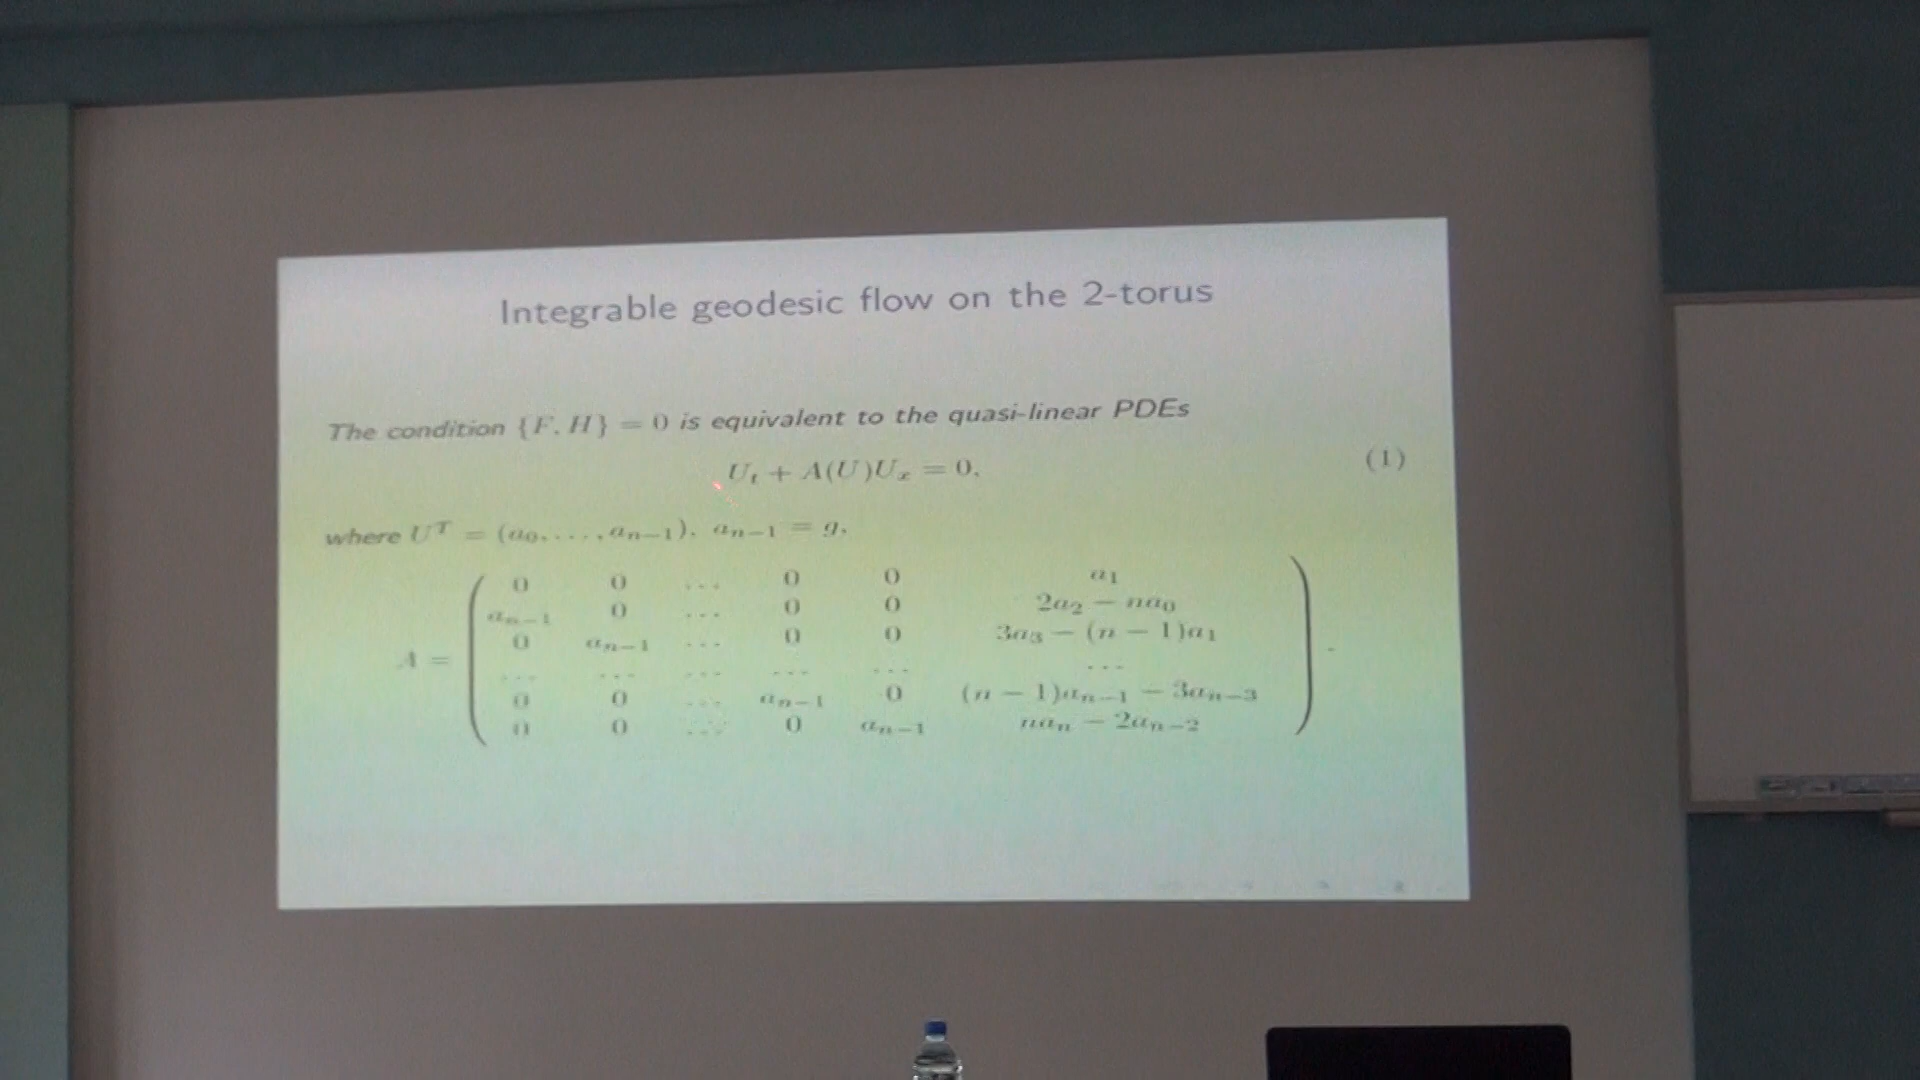 Integrable geodesic flow on the 2-torus
The condition {F, H} = 0 is equivalent to the quasi-linear PDEs
U_t + A(U)U_x = 0, (1)
where U^T = (a_0, ..., a_{n-1}), a_{n-1} = g,
0 0 ... 0 0 a_1
a_{n-1} 0 ... 0 0 2a_2 − na_0
0 a_{n-1} ... 0 0 3a_3 − (n − 1)a_1
A = ... ... ... ... ... ... .
0 0 ... a_{n-1} 0 (n − 1)a_{n-1} − 3a_{n-3}
0 0 ... 0 a_{n-1} na_n − 2a_{n-2}